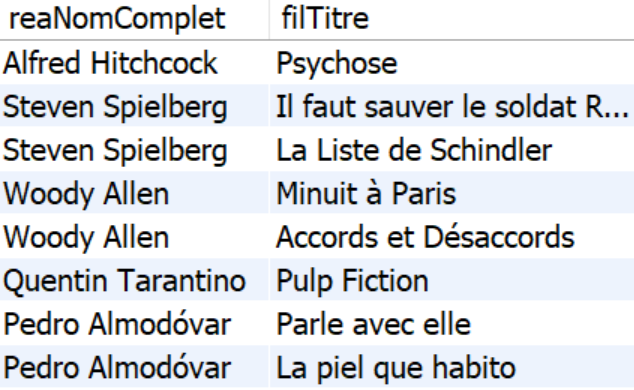 reaNomComplet filTitre
Alfred Hitchcock Psychose
Steven Spielberg Il faut sauver le soldat R...
Steven Spielberg La Liste de Schindler
Woody Allen Minuit à Paris
Woody Allen Accords et Désaccords
Quentin Tarantino Pulp Fiction
Pedro Almodóvar Parle avec elle
Pedro Almodóvar La piel que habito